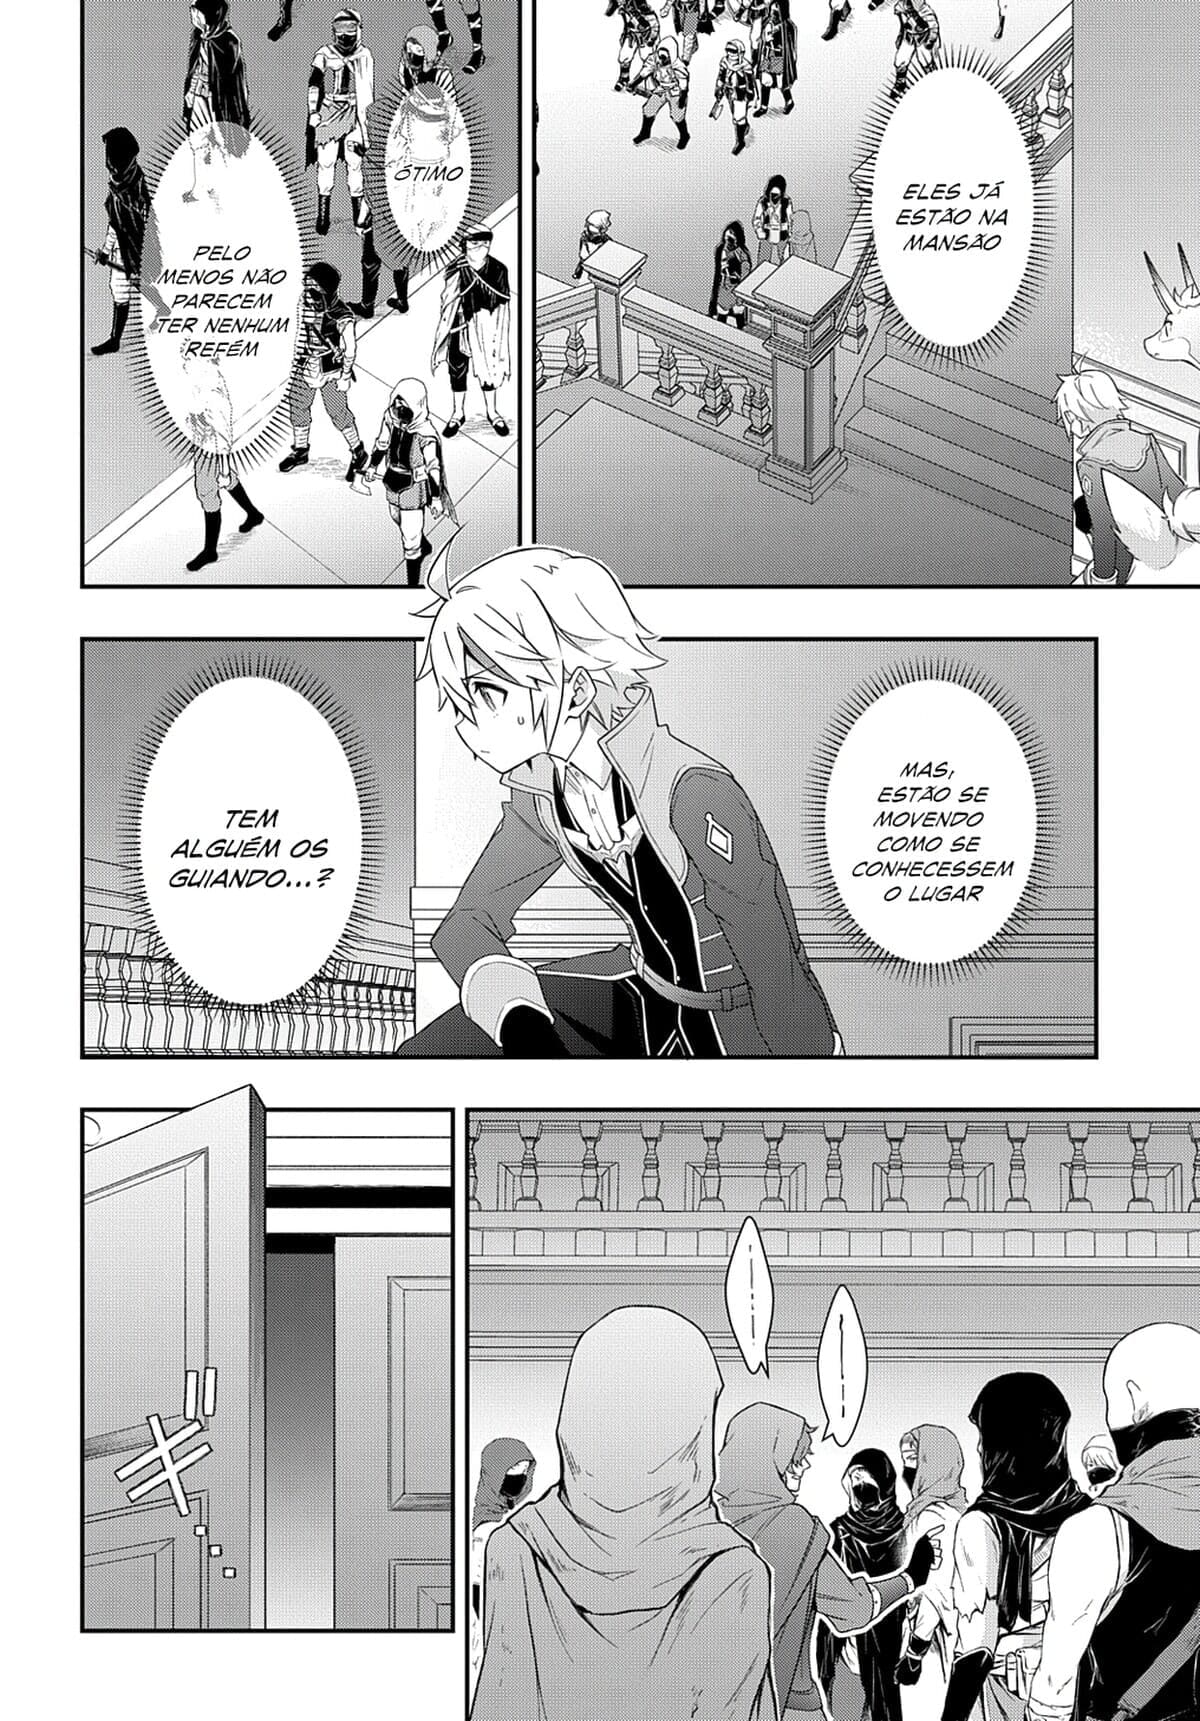 ELES JÁ
ESTÃO NA
MANSÃO
ÓTIMO
PELO
MENOS NÃO
PARECEM
TER NENHUM
REFÉM
MAS,
ESTÃO SE
MOVENDO
COMO SE
CONHECESSEM
O LUGAR
TEM
ALGUÉM OS
GUIANDO...?
ギィ...